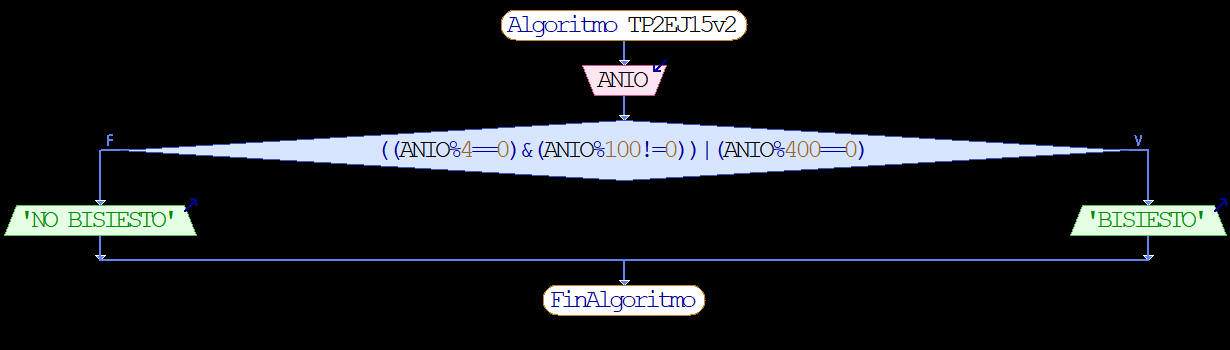 Algoritmo TP2EJ15v2
ANIO
F
((ANIO%4==0)&(ANIO%100!=0))|(ANIO%400==0)
V
'NO BISIESTO'
'BISIESTO'
FinAlgoritmo